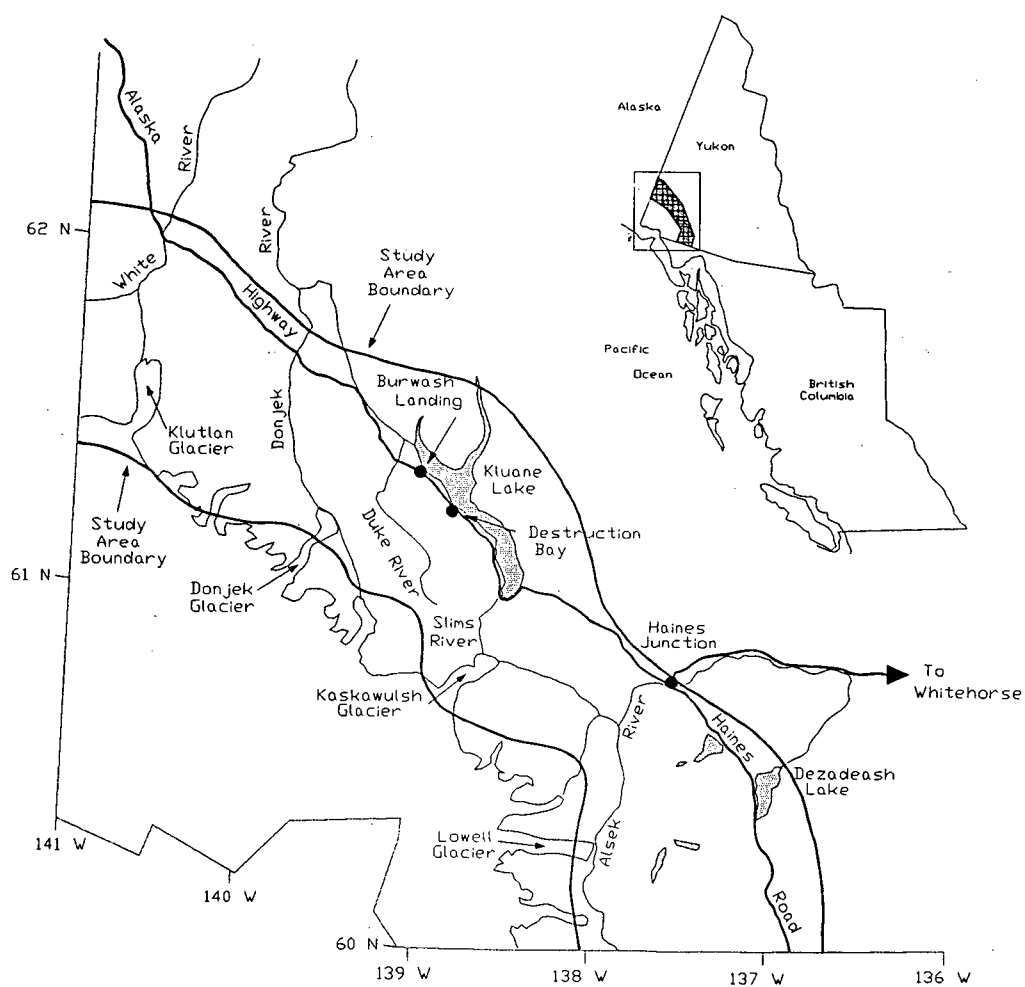 Alaska
River
River
62 N
White
Highway
Study
Area
Boundary
Burwash
Landing
Klutlan
Glacier
Donjek
Kluane
Lake
Study
Area
Boundary
Duke River
Destruction
Bay
61 N
Donjek
Glacier
Slims
River
Haines
Junction
Kaskawulsh
Glacier
To
Whitehorse
River
Haines
Dezadeash
Lake
141 W
Lowell
Glacier
Alsek
140 W
Road
60 N
139 W
138 W
137 W
136 W
Alaska
Yukon
Pacific
Ocean
British
Columbia